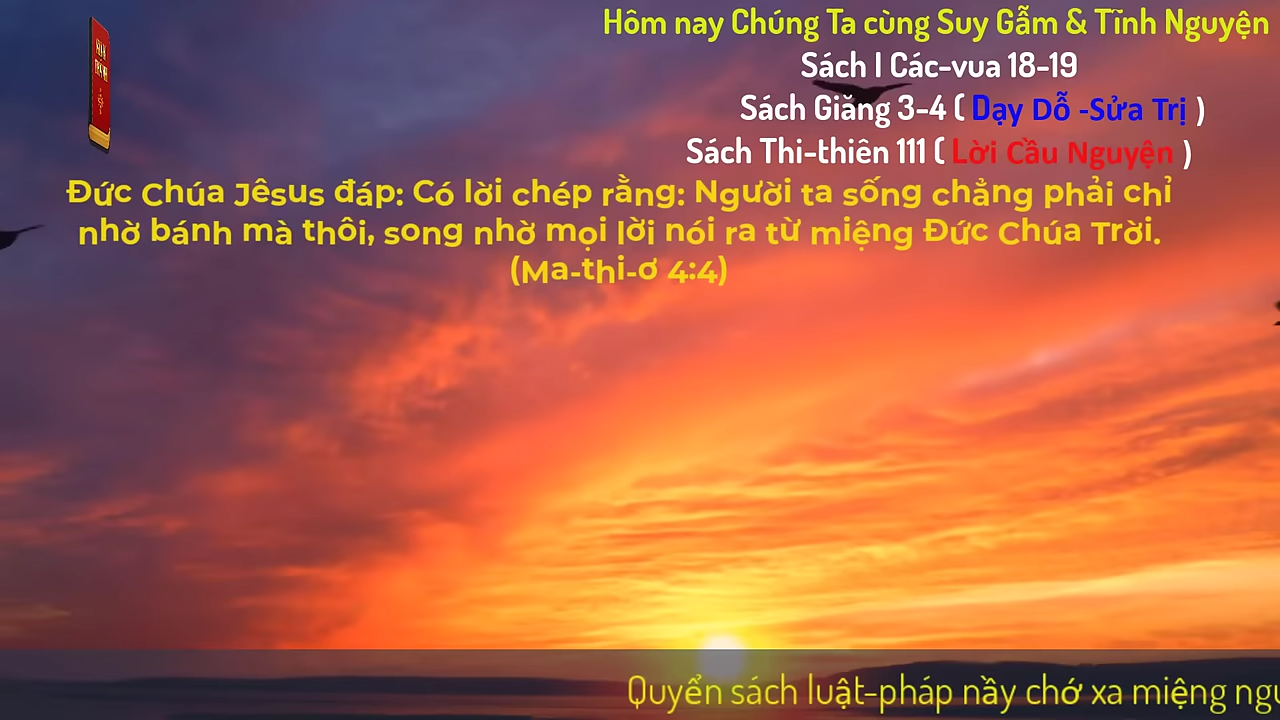 Hôm nay Chúng Ta cùng Suy Gẫm & Tĩnh Nguyện
Sách I Các-vua 18-19
Sách Giăng 3-4 ( Dạy Dỗ -Sửa Trị )
Sách Thi-thiên 111 ( Lời Cầu Nguyện )
Đức Chúa Jêsus đáp: Có lời chép rằng: Người ta sống chẳng phải chỉ
nhờ bánh mà thôi, song nhờ mọi lời nói ra từ miệng Đức Chúa Trời.
(Ma-thi-ơ 4:4)
Quyển sách luật-pháp nầy chớ xa miệng